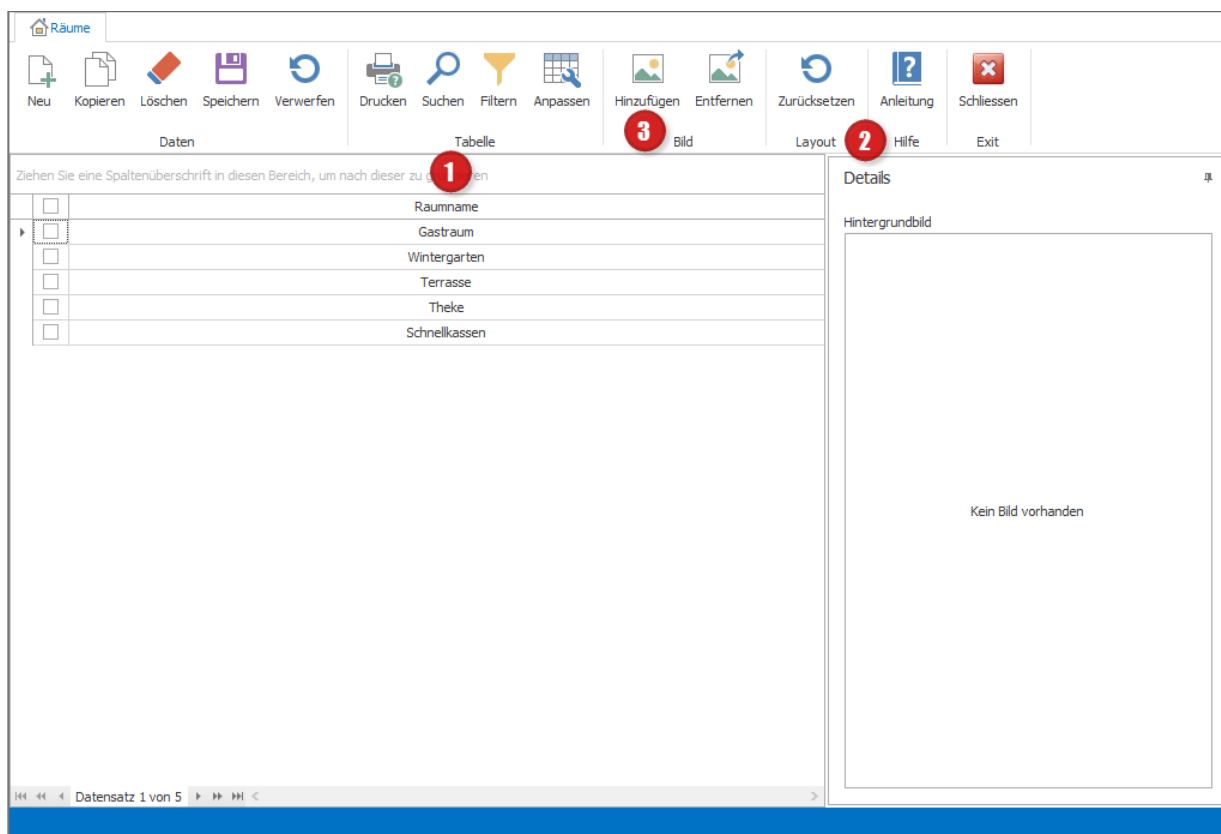 Räume
Neu Kopieren Löschen Speichern Verwerfen Drucken Suchen Filtern Anpassen Hinzufügen Entfernen Zurücksetzen Anleitung Schliessen
Daten Tabelle 3 Bild Layout 2 Hilfe Exit
Ziehen Sie eine Spaltenüberschrift in diesen Bereich, um nach dieser zu 1
Details
Raumname
Hintergrundbild
Gastraum
Wintergarten
Terrasse
Theke
Schnellkassen
Kein Bild vorhanden
Datensatz 1 von 5